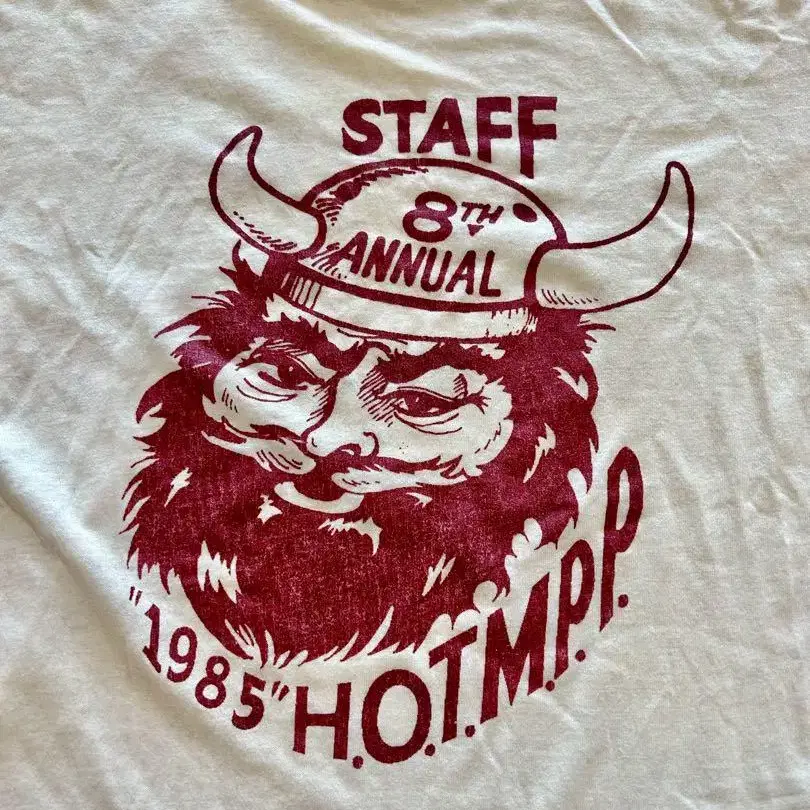 STAFF
8TH
ANNUAL
"1985" H.O.T.M.P.P.